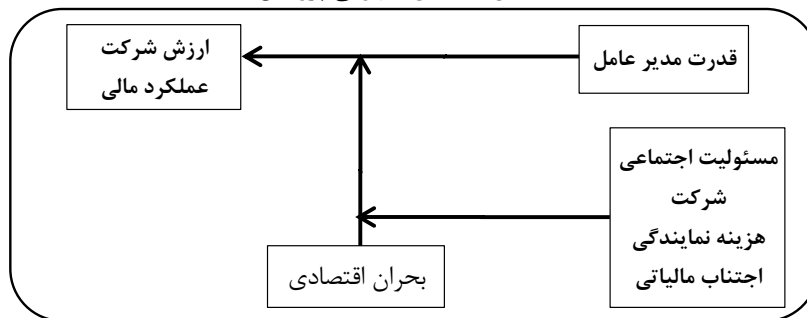 قدرت مدیر عامل
ارزش شرکت
عملکرد مالی
مسئولیت اجتماعی
شرکت
هزینه نمایندگی
اجتناب مالیاتی
بحران اقتصادی